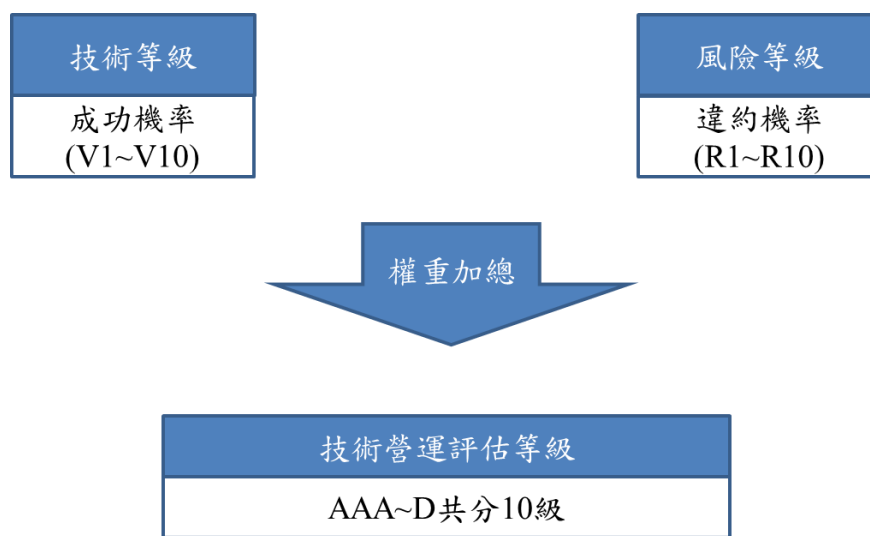 技術等級
成功機率
(V1~V10)
風險等級
違約機率
(R1~R10)
權重加總
技術營運評估等級
AAA~D共分10級